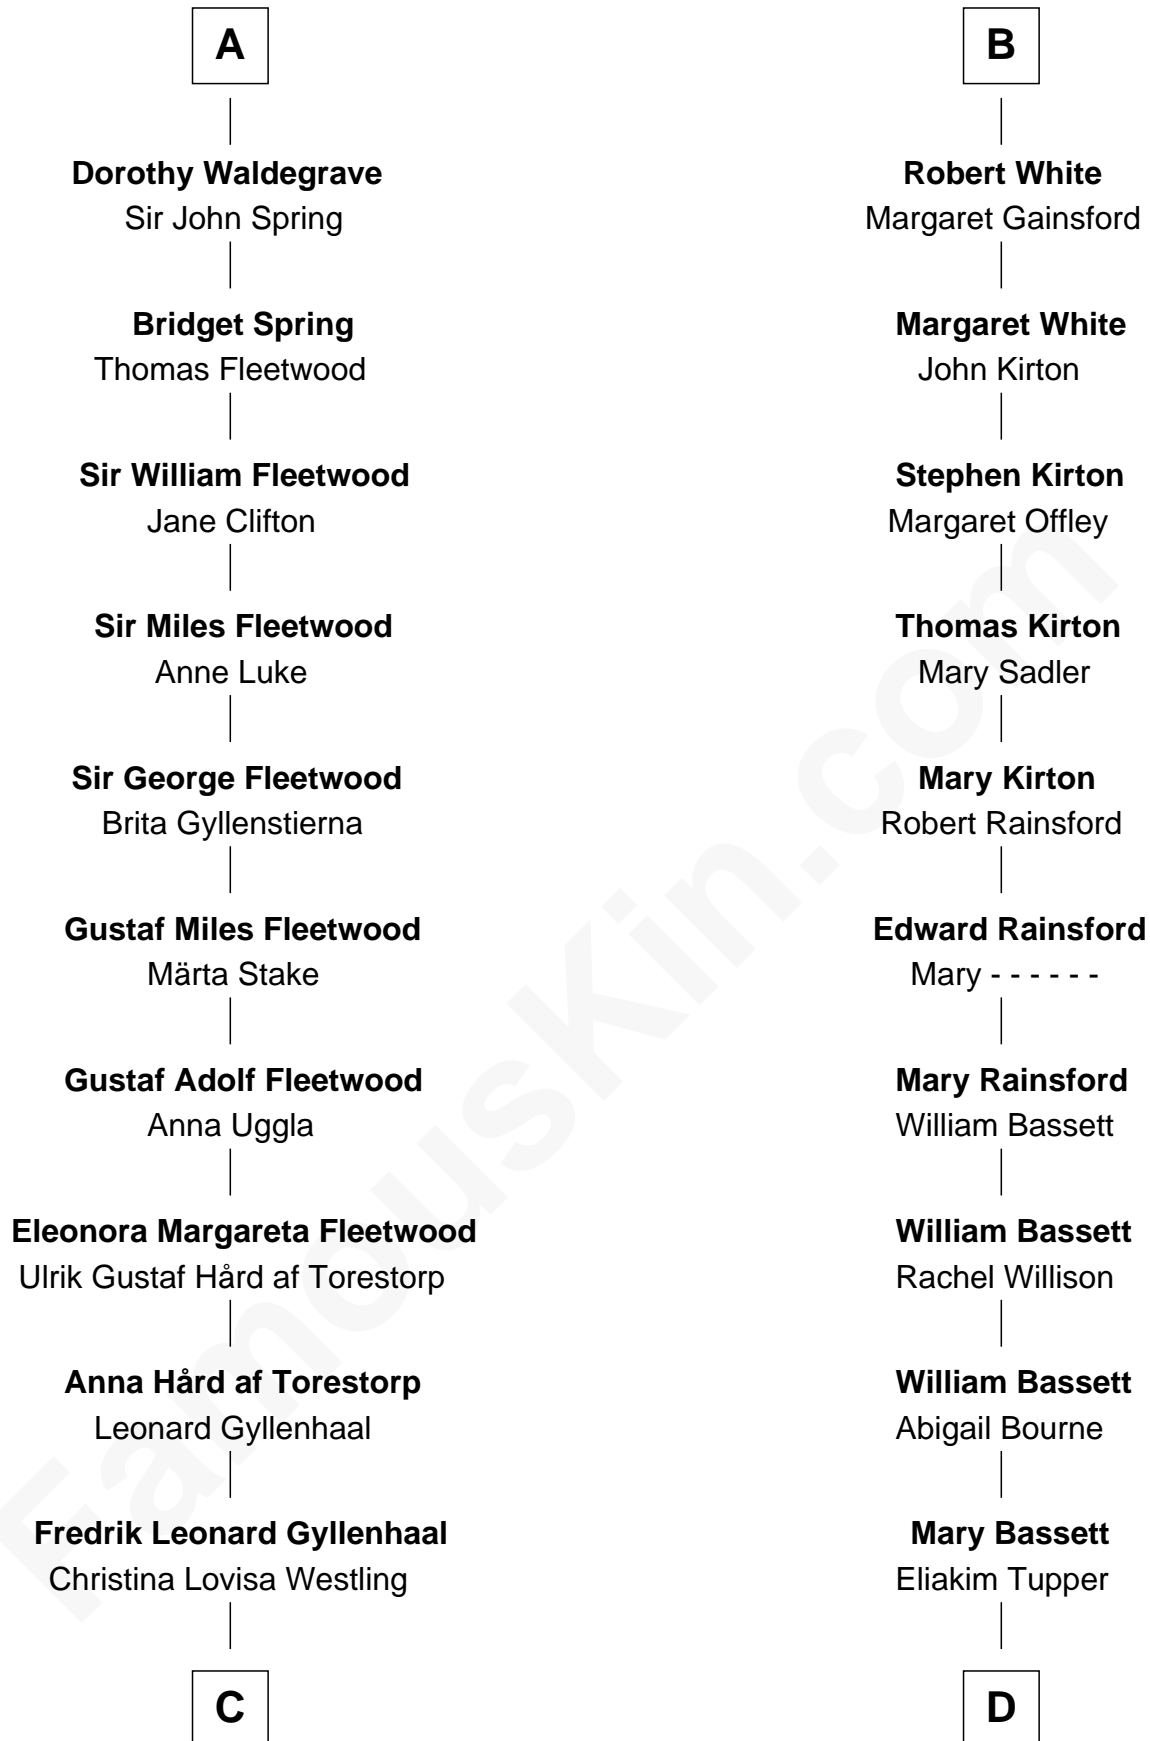 A
Dorothy Waldegrave
Sir John Spring
Bridget Spring
Thomas Fleetwood
Sir William Fleetwood
Jane Clifton
Sir Miles Fleetwood
Anne Luke
Sir George Fleetwood
Brita Gyllenstierna
Gustaf Miles Fleetwood
Märta Stake
Gustaf Adolf Fleetwood
Anna Uggla
Eleonora Margareta Fleetwood
Ulrik Gustaf Hård af Torestorp
Anna Hård af Torestorp
Leonard Gyllenhaal
Fredrik Leonard Gyllenhaal
Christina Lovisa Westling
C
B
Robert White
Margaret Gainsford
Margaret White
John Kirton
Stephen Kirton
Margaret Offley
Thomas Kirton
Mary Sadler
Mary Kirton
Robert Rainsford
Edward Rainsford
Mary - - - - - -
Mary Rainsford
William Bassett
William Bassett
Rachel Willison
William Bassett
Abigail Bourne
Mary Bassett
Eliakim Tupper
D
FamousKin.com